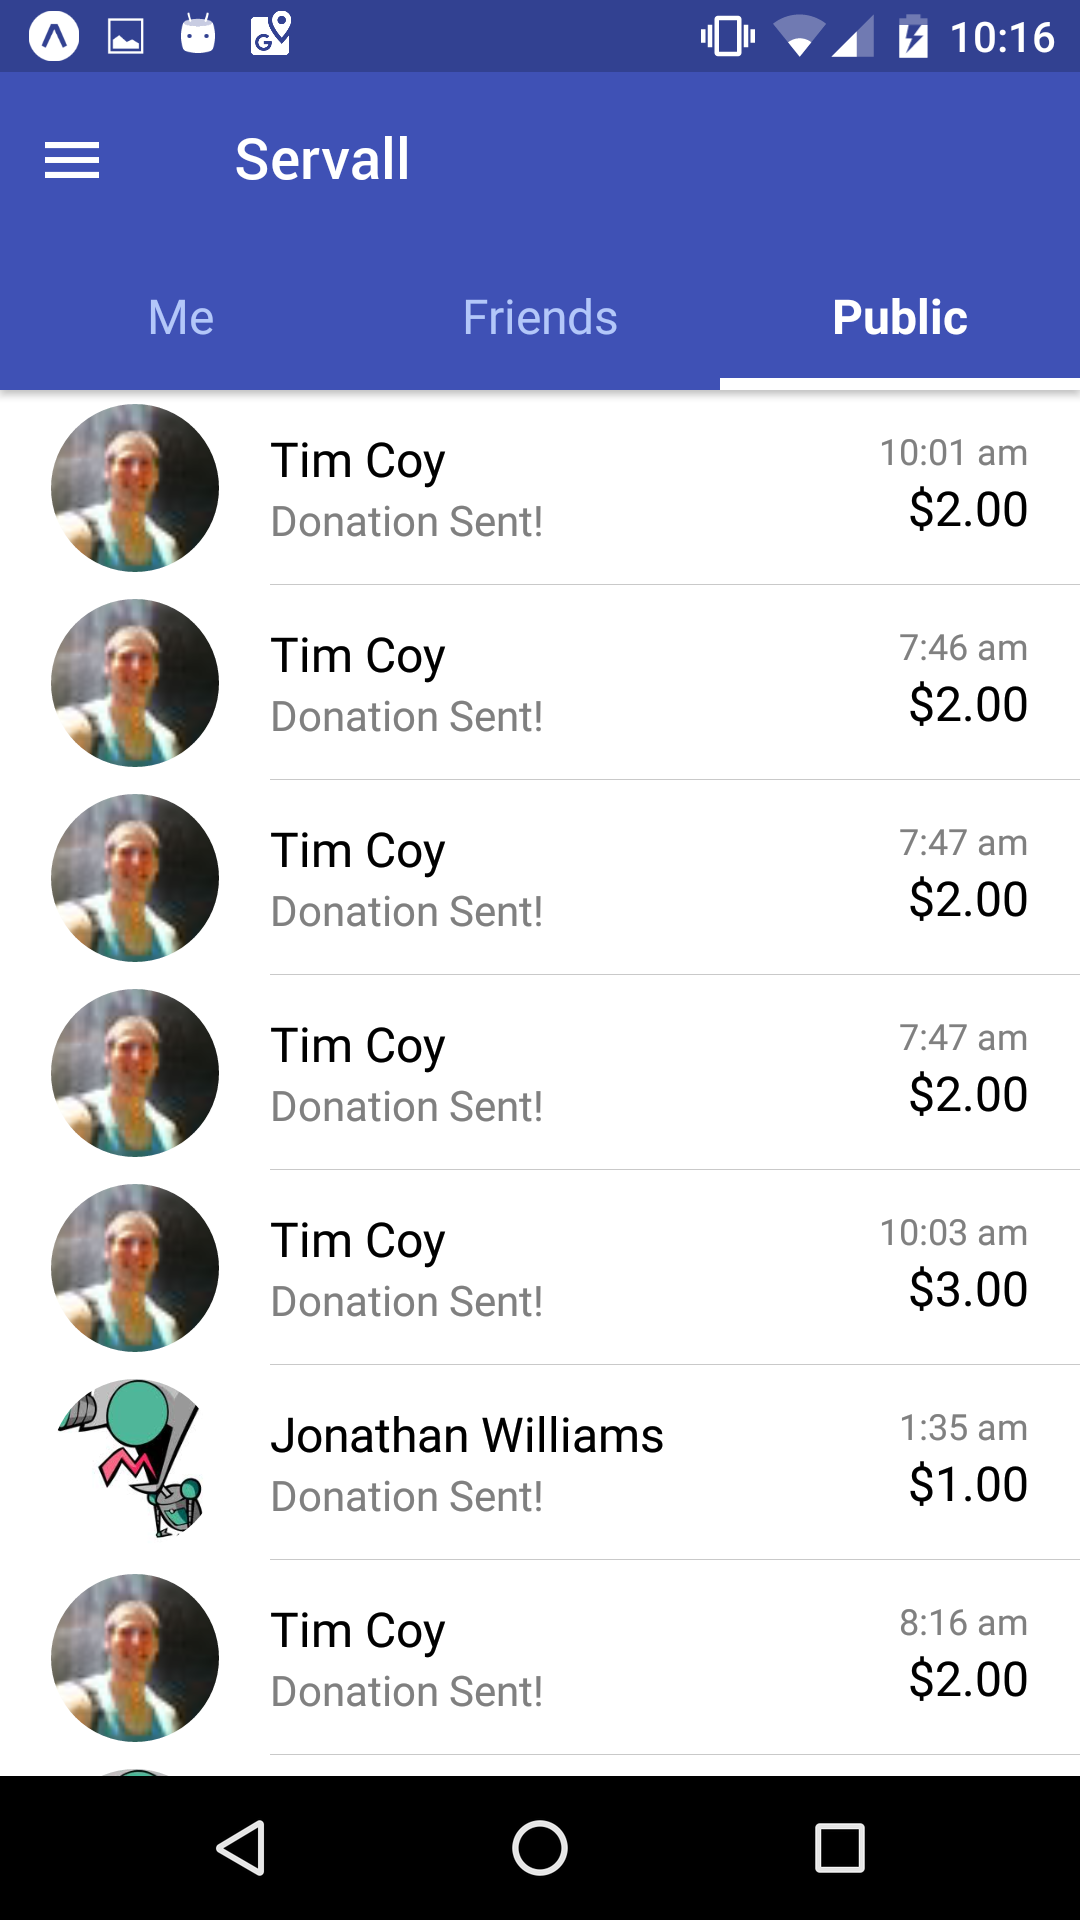 10:16
Servall
Me Friends Public
Tim Coy 10:01 am
Donation Sent! $2.00
Tim Coy 7:46 am
Donation Sent! $2.00
Tim Coy 7:47 am
Donation Sent! $2.00
Tim Coy 7:47 am
Donation Sent! $2.00
Tim Coy 10:03 am
Donation Sent! $3.00
Jonathan Williams 1:35 am
Donation Sent! $1.00
Tim Coy 8:16 am
Donation Sent! $2.00